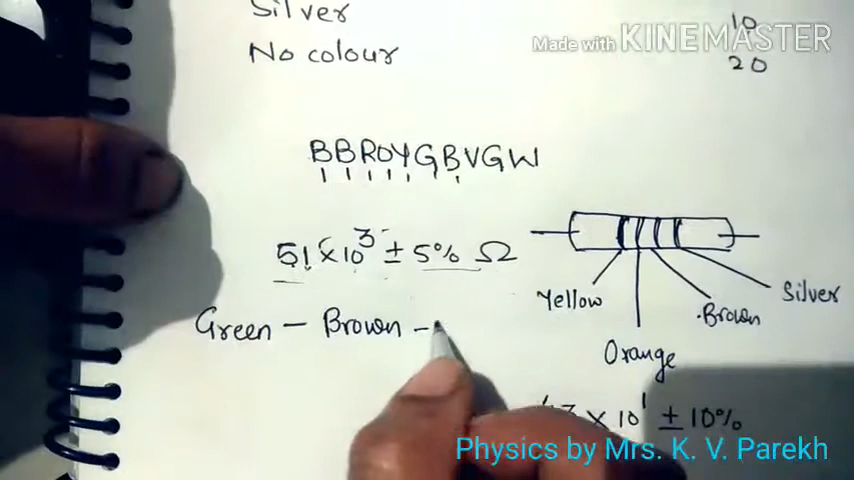 Silver 10
Made with KINEMASTER
No colour 20
BBROYGBVGW
51 × 10³ ± 5% Ω
Yellow
Orange
Brown
Silver
Green - Brown -
3 × 10¹ ± 10%
Physics by Mrs. K. V. Parekh